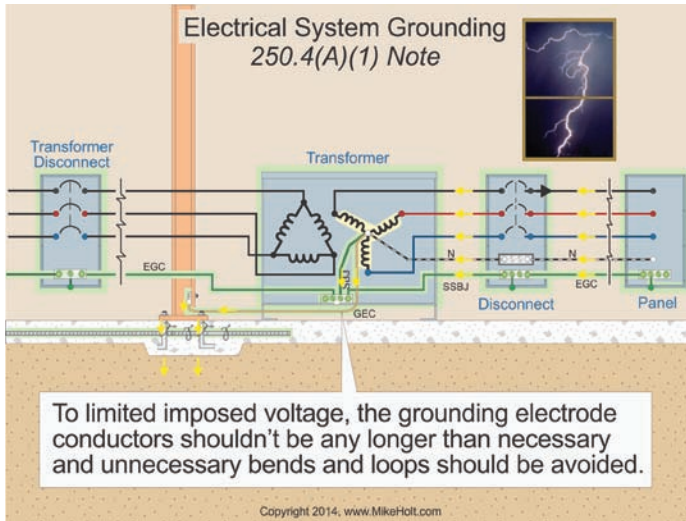 Electrical System Grounding
250.4(A)(1) Note
Transformer
Disconnect
Transformer
N
N
EGC
SBJ
SSBJ
EGC
GEC
Disconnect
Panel
To limited imposed voltage, the grounding electrode
conductors shouldn't be any longer than necessary
and unnecessary bends and loops should be avoided.
Copyright 2014, www.MikeHolt.com